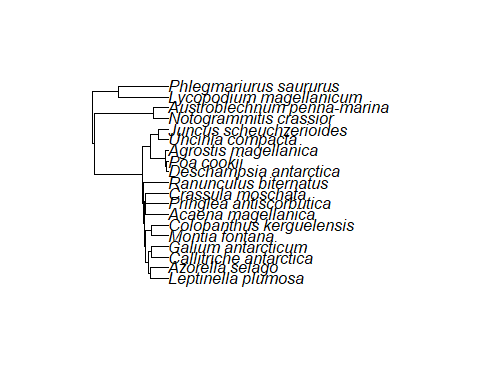 Phlegmariurus saururus
Lycopodium magellanicum
Austroblechnum penna-marina
Notogrammitis crassior
Juncus scheuchzerioides
Uncinia compacta
Agrostis magellanica
Poa cookii
Deschampsia antarctica
Ranunculus biternatus
Crassula moschata
Pringlea antiscorbutica
Acaena magellanica
Colobanthus kerguelensis
Montia fontana
Galium antarcticum
Callitriche antarctica
Azorella selago
Leptinella plumosa